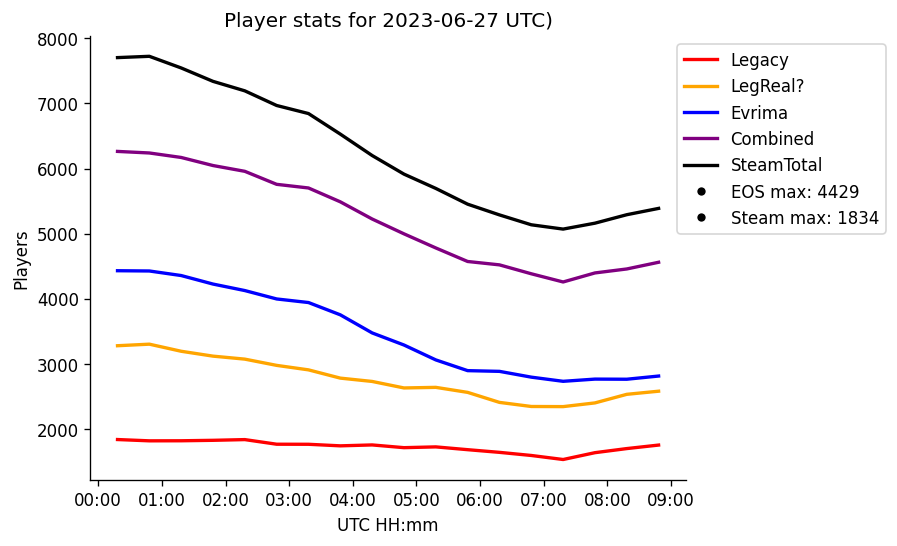 Player stats for 2023-06-27 UTC)
8000
7000
6000
5000
4000
3000
2000
Players
00:00 01:00 02:00 03:00 04:00 05:00 06:00 07:00 08:00 09:00
UTC HH:mm
Legacy
LegReal?
Evrima
Combined
SteamTotal
EOS max: 4429
Steam max: 1834